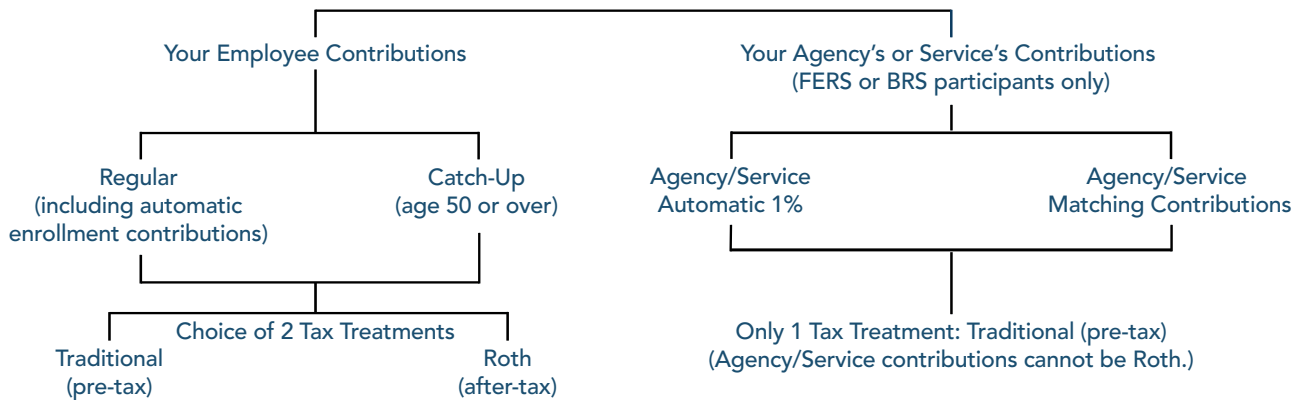 Your Employee Contributions
Your Agency’s or Service’s Contributions
(FERS or BRS participants only)
Regular
(including automatic
enrollment contributions)
Catch-Up
(age 50 or over)
Agency/Service
Automatic 1%
Agency/Service
Matching Contributions
Choice of 2 Tax Treatments
Traditional
(pre-tax)
Roth
(after-tax)
Only 1 Tax Treatment: Traditional (pre-tax)
(Agency/Service contributions cannot be Roth.)